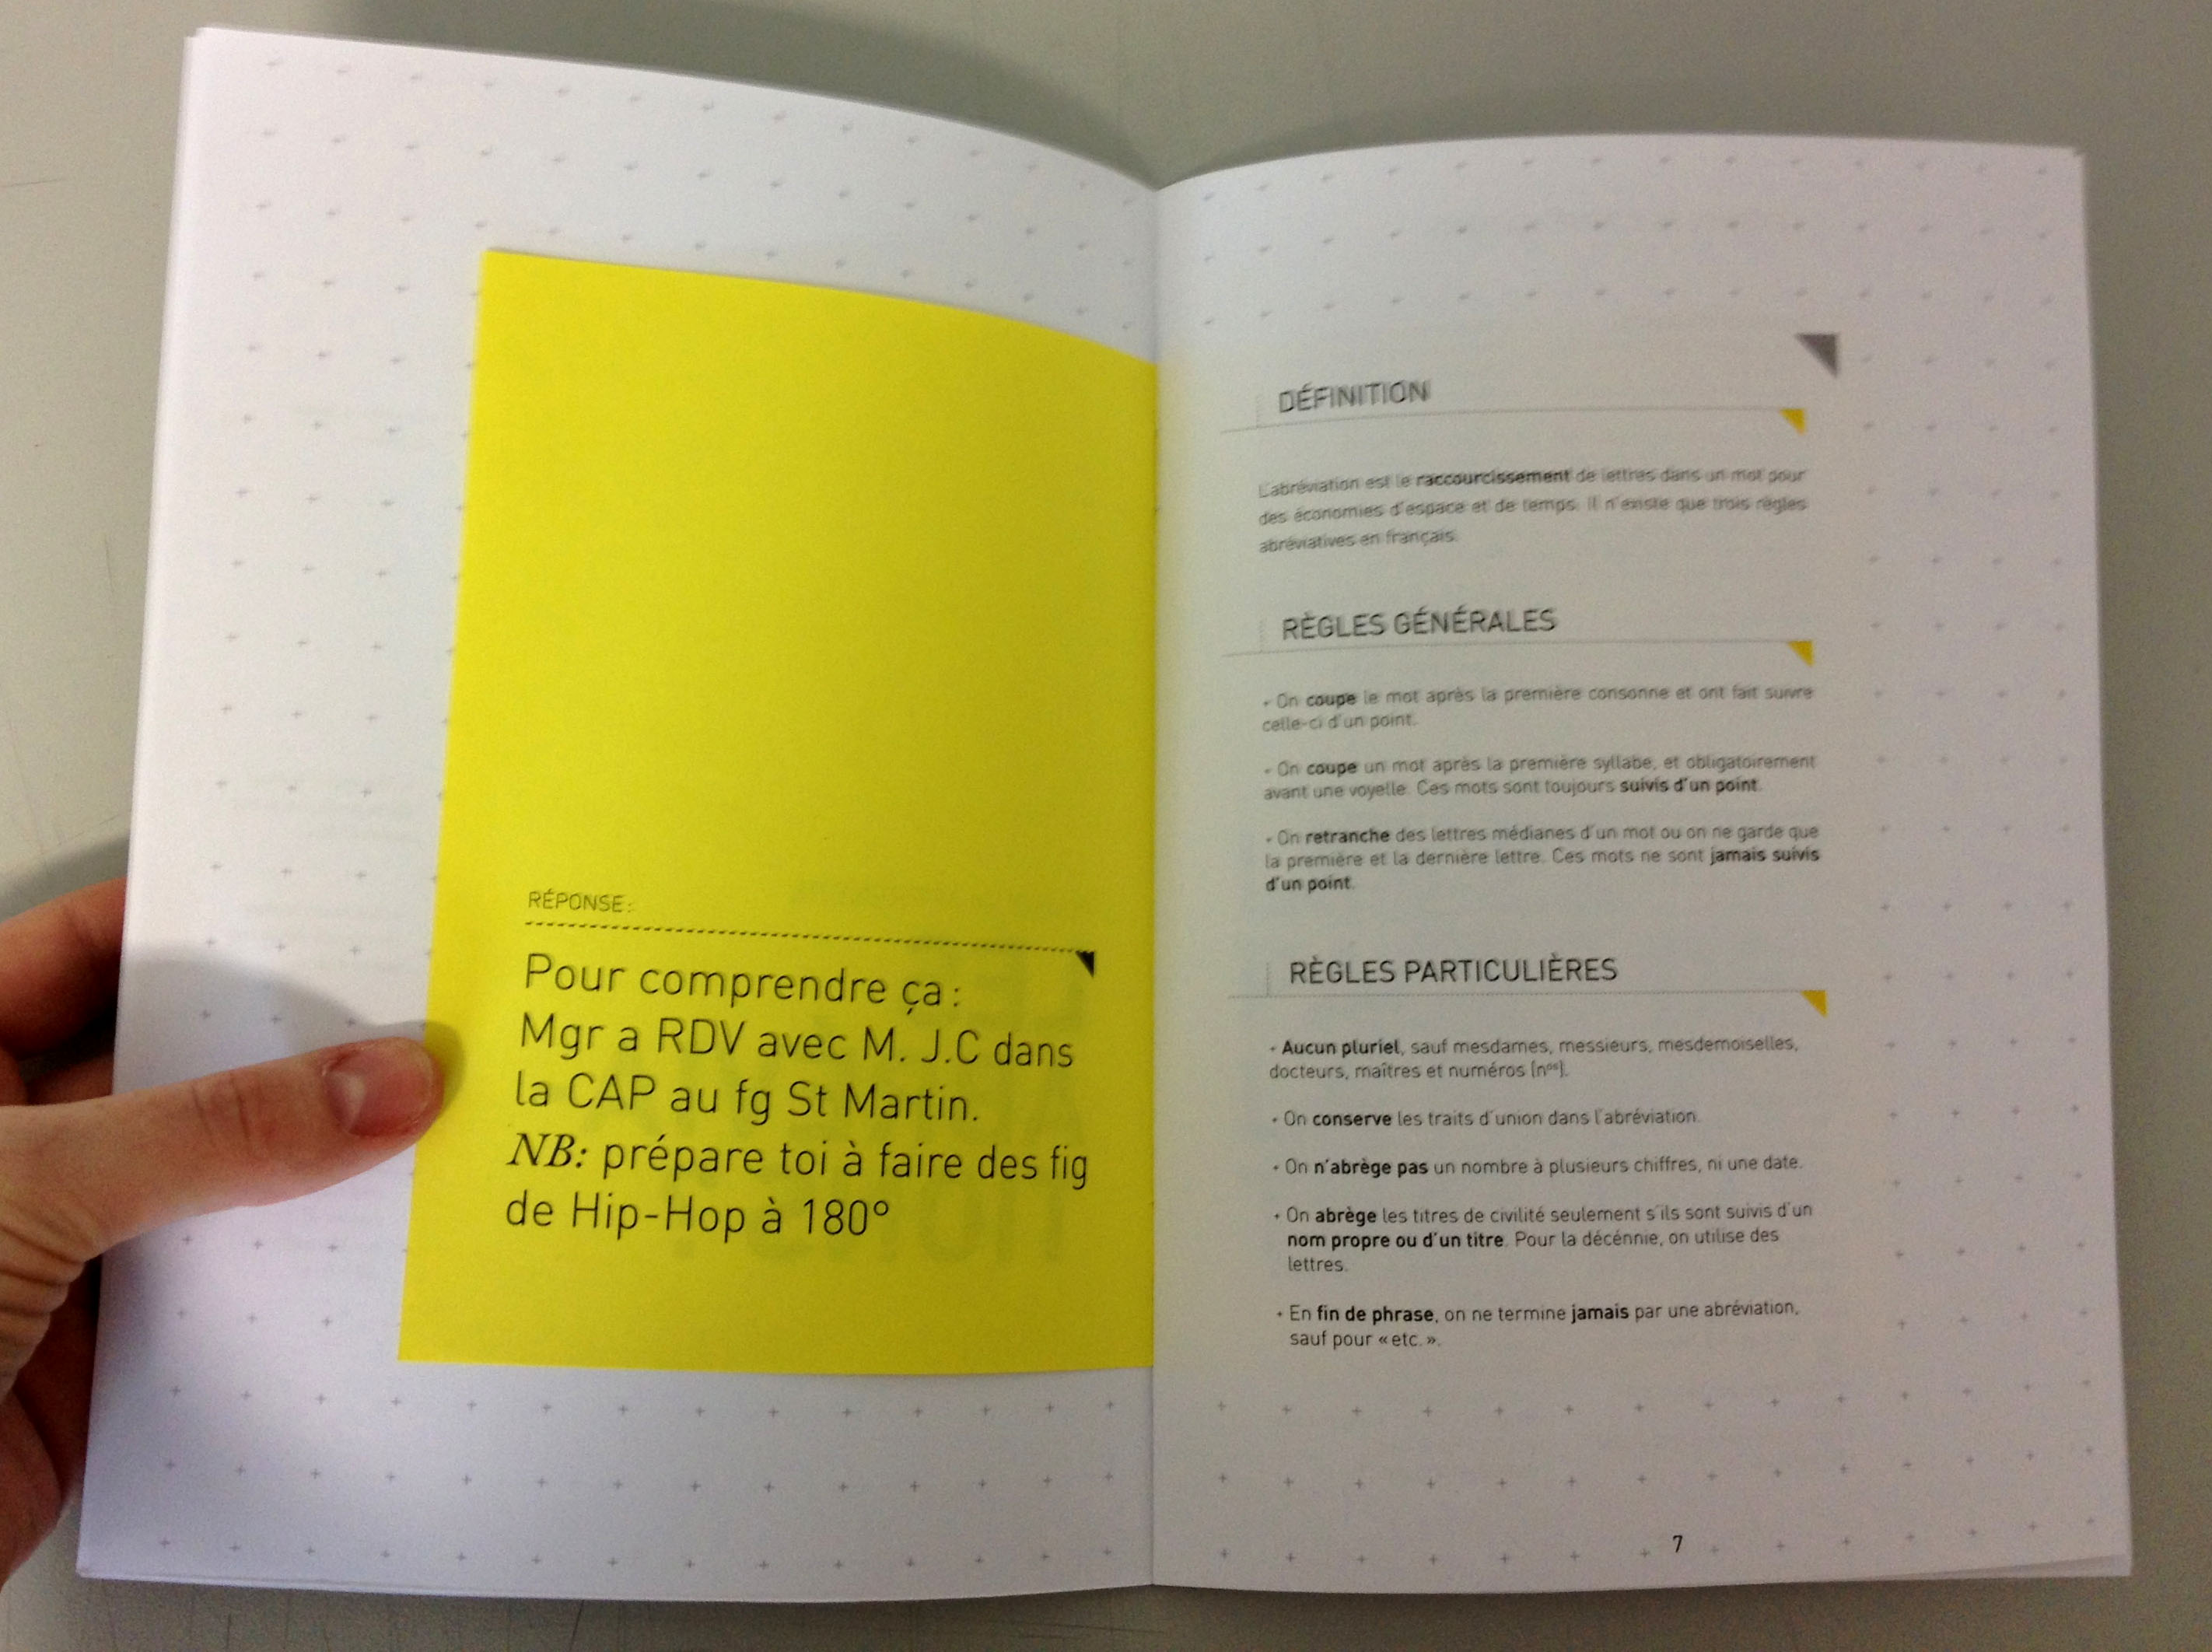 RÉPONSE:
Pour comprendre ça :
Mgr a RDV avec M. J.C dans
la CAP au fg St Martin.
NB: prépare toi à faire des fig
de Hip-Hop à 180°
DÉFINITION
L'abréviation est le raccourcissement de lettres dans un mot pour
des économies d'espace et de temps. Il n'existe que trois règles
abréviatives en français.
RÈGLES GÉNÉRALES
+ On coupe le mot après la première consonne et ont fait suivre
celle-ci d'un point.
+ On coupe un mot après la première syllabe, et obligatoirement
avant une voyelle. Ces mots sont toujours suivis d'un point.
+ On retranche des lettres médianes d'un mot ou on ne garde que
la première et la dernière lettre. Ces mots ne sont jamais suivis
d'un point.
RÈGLES PARTICULIÈRES
+ Aucun pluriel, sauf mesdames, messieurs, mesdemoiselles,
docteurs, maîtres et numéros (nos).
+ On conserve les traits d'union dans l'abréviation.
+ On n'abrège pas un nombre à plusieurs chiffres, ni une date.
+ On abrège les titres de civilité seulement s'ils sont suivis d'un
nom propre ou d'un titre. Pour la décénnie, on utilise des
lettres.
+ En fin de phrase, on ne termine jamais par une abréviation,
sauf pour « etc. ».
7